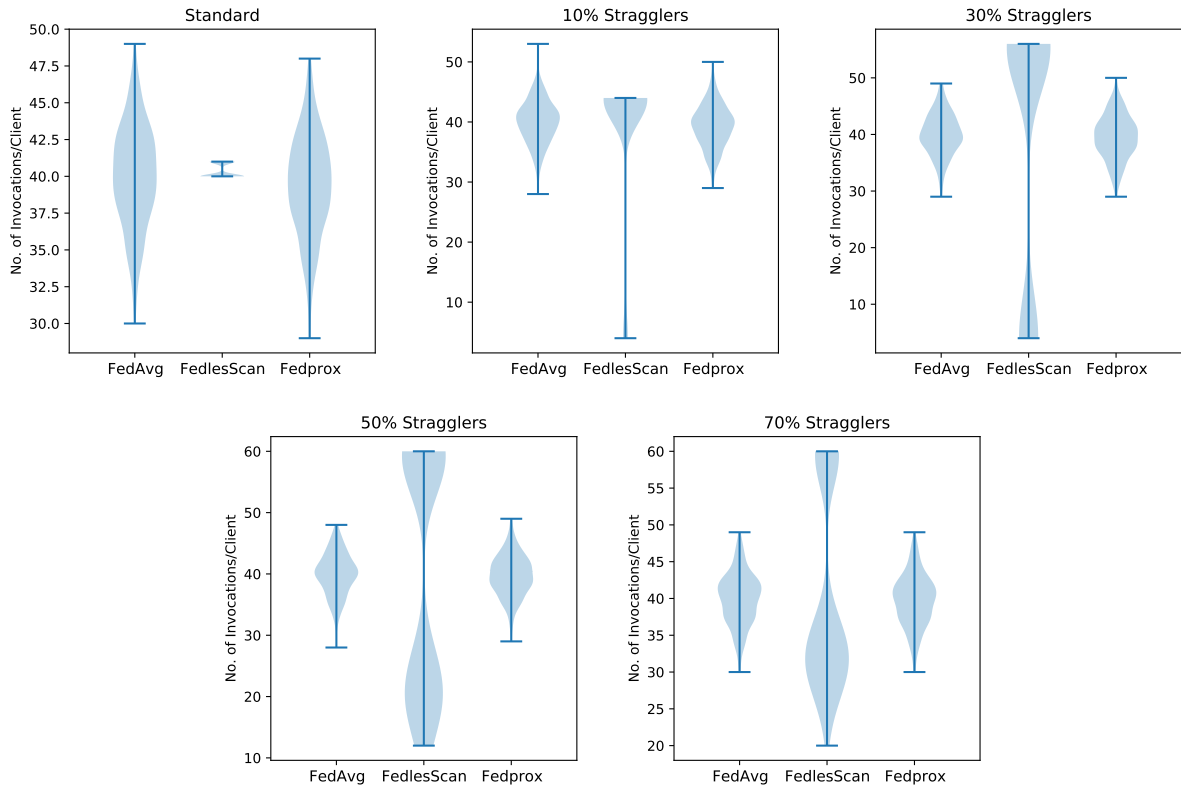 Standard
No. of Invocations/Client
50.0
47.5
45.0
42.5
40.0
37.5
35.0
32.5
30.0
FedAvg FedlesScan Fedprox
10% Stragglers
No. of Invocations/Client
50
40
30
20
10
FedAvg FedlesScan Fedprox
30% Stragglers
No. of Invocations/Client
50
40
30
20
10
FedAvg FedlesScan Fedprox
50% Stragglers
No. of Invocations/Client
60
50
40
30
20
10
FedAvg FedlesScan Fedprox
70% Stragglers
No. of Invocations/Client
60
55
50
45
40
35
30
25
20
FedAvg FedlesScan Fedprox